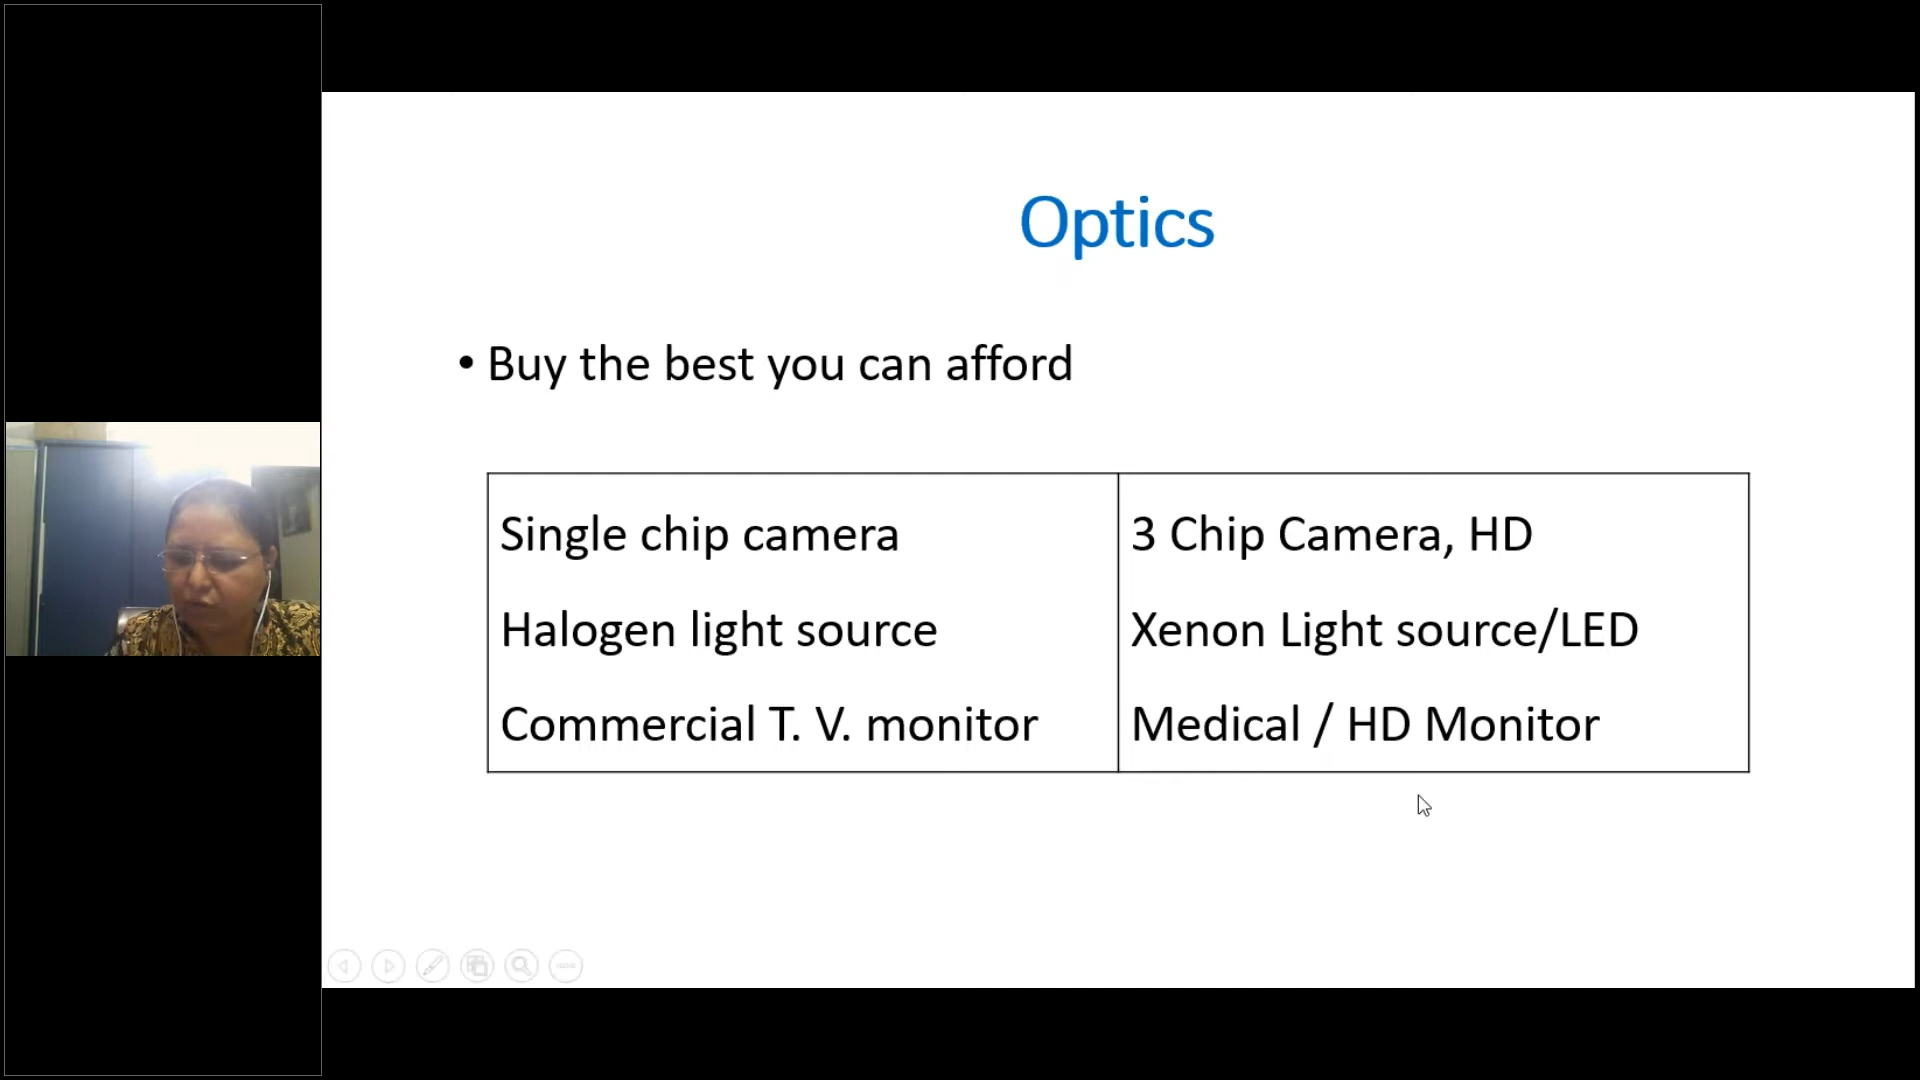 Optics
• Buy the best you can afford
Single chip camera
3 Chip Camera, HD
Halogen light source
Xenon Light source/LED
Commercial T. V. monitor
Medical / HD Monitor